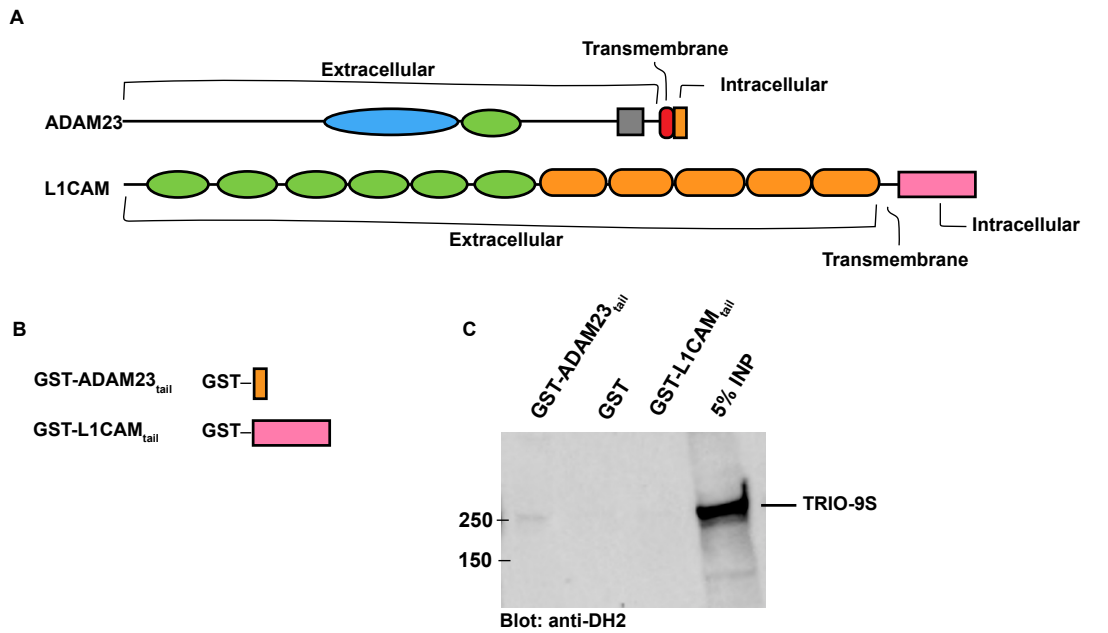 A
Transmembrane
Extracellular
Intracellular
ADAM23
L1CAM
Intracellular
Extracellular
Transmembrane
B
C
GST-ADAM23tail
GST
GST-L1CAMtail
5% INP
GST-ADAM23tail GST
GST-L1CAMtail GST
TRIO-9S
250
150
Blot: anti-DH2